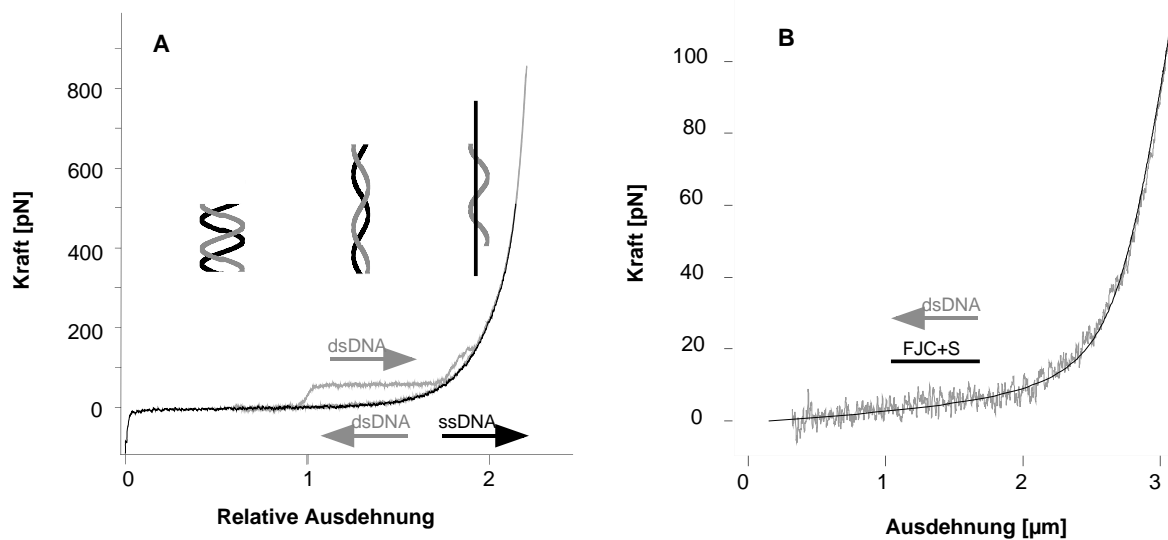 A
Kraft [pN]
800
600
400
200
0
dsDNA
dsDNA
ssDNA
0
1
2
Relative Ausdehnung
B
Kraft [pN]
100
80
60
40
20
0
dsDNA
FJC+S
0
1
2
3
Ausdehnung [µm]